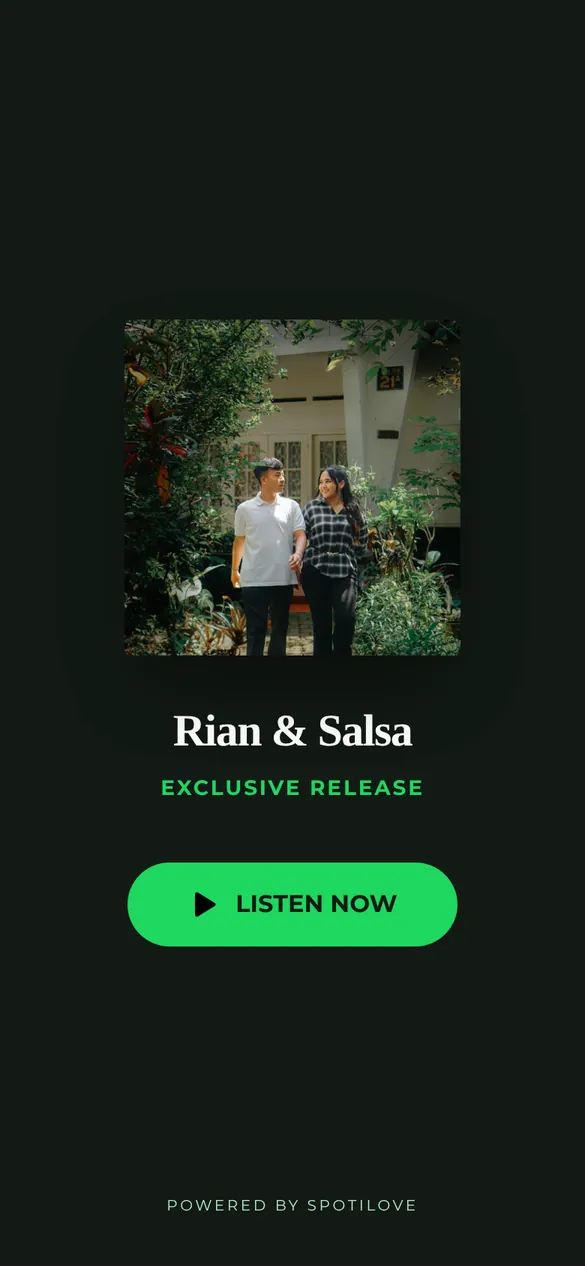 Rian & Salsa
EXCLUSIVE RELEASE
LISTEN NOW
POWERED BY SPOTILOVE